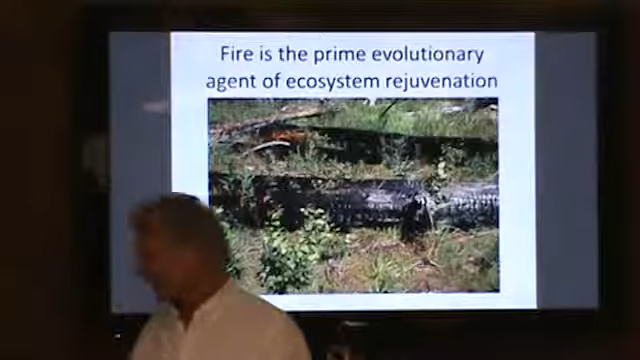 Fire is the prime evolutionary
agent of ecosystem rejuvenation